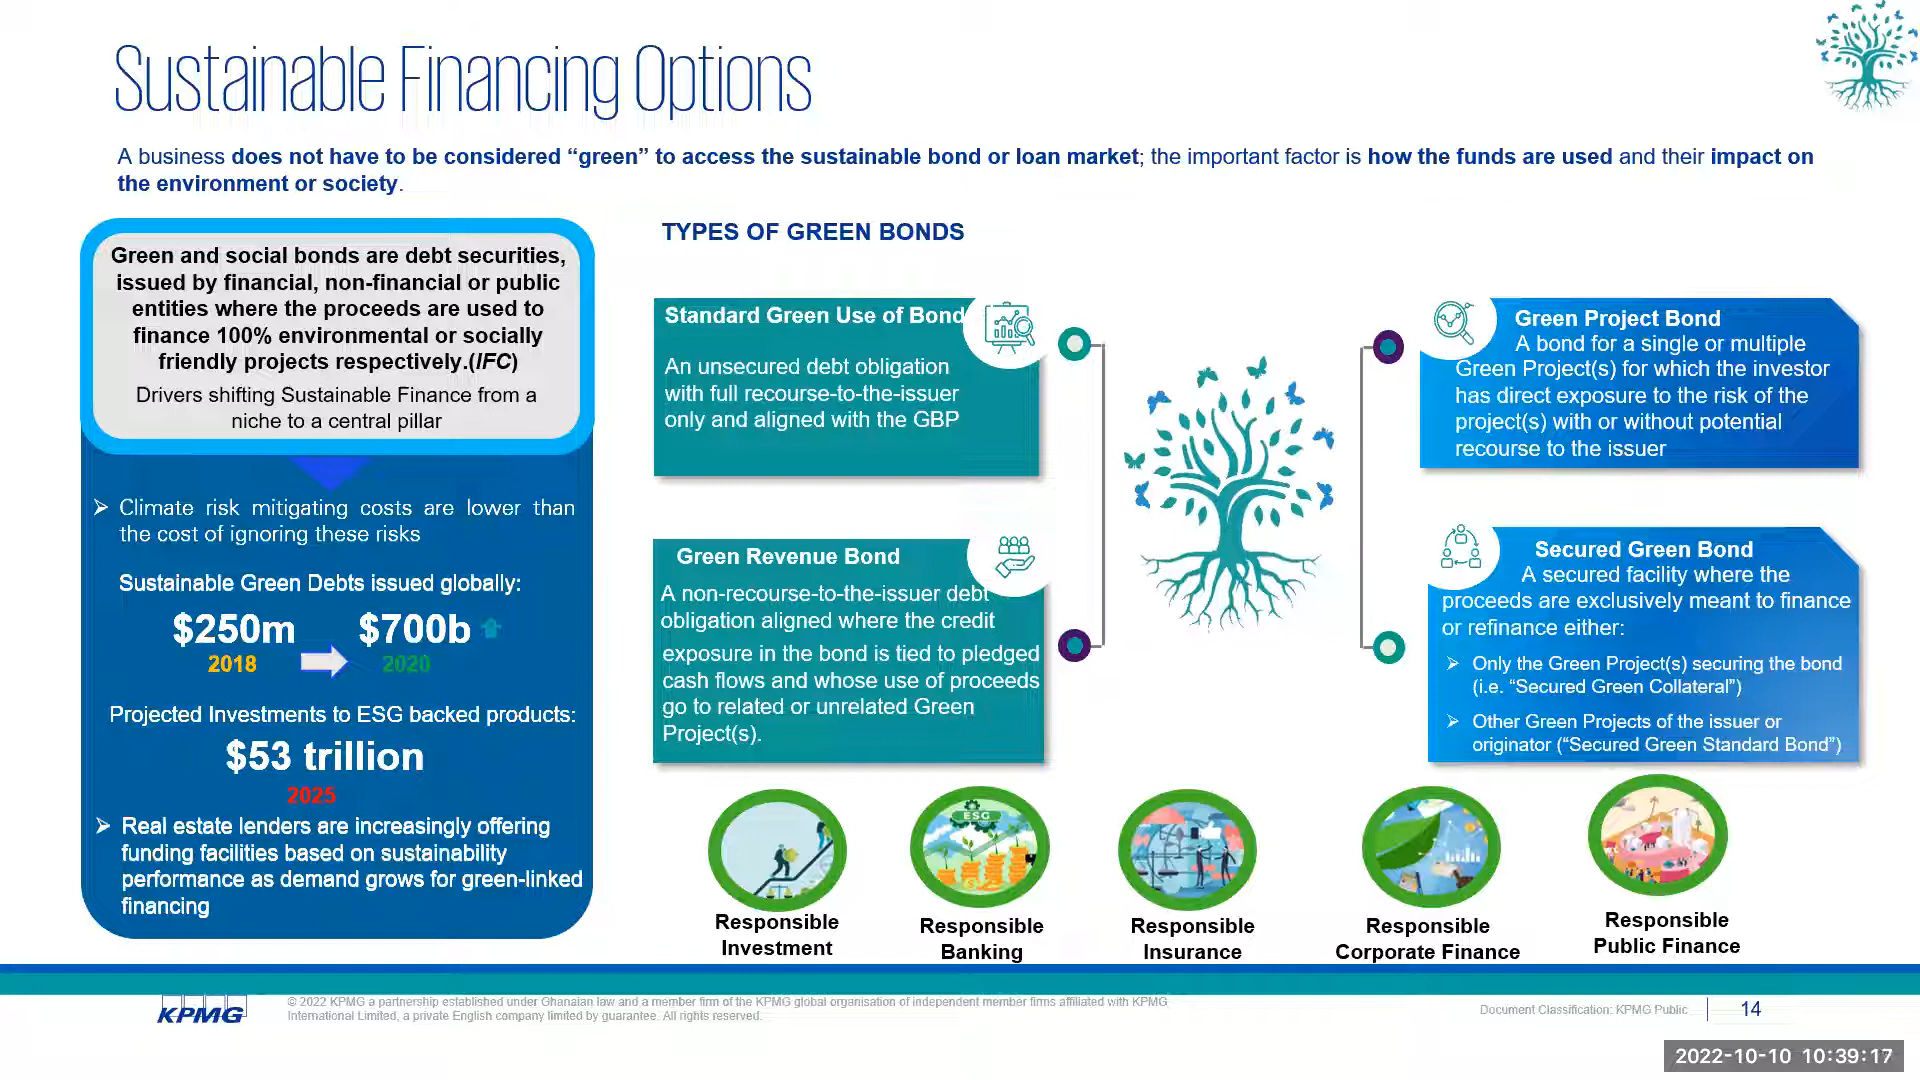 Sustainable Financing Options
A business does not have to be considered “green” to access the sustainable bond or loan market; the important factor is how the funds are used and their impact on
the environment or society.
Green and social bonds are debt securities,
issued by financial, non-financial or public
entities where the proceeds are used to
finance 100% environmental or socially
friendly projects respectively.(IFC)
Drivers shifting Sustainable Finance from a
niche to a central pillar
➢ Climate risk mitigating costs are lower than
the cost of ignoring these risks
Sustainable Green Debts issued globally:
$250m $700b
2018 2020
Projected Investments to ESG backed products:
$53 trillion
2025
➢ Real estate lenders are increasingly offering
funding facilities based on sustainability
performance as demand grows for green-linked
financing
TYPES OF GREEN BONDS
Standard Green Use of Bond
An unsecured debt obligation
with full recourse-to-the-issuer
only and aligned with the GBP
Green Revenue Bond
A non-recourse-to-the-issuer debt
obligation aligned where the credit
exposure in the bond is tied to pledged
cash flows and whose use of proceeds
go to related or unrelated Green
Project(s).
Green Project Bond
A bond for a single or multiple
Green Project(s) for which the investor
has direct exposure to the risk of the
project(s) with or without potential
recourse to the issuer
Secured Green Bond
A secured facility where the
proceeds are exclusively meant to finance
or refinance either:
➢ Only the Green Project(s) securing the bond
(i.e. “Secured Green Collateral”)
➢ Other Green Projects of the issuer or
originator (“Secured Green Standard Bond”)
ESG
Responsible
Investment
Responsible
Banking
Responsible
Insurance
Responsible
Corporate Finance
Responsible
Public Finance
KPMG
© 2022 KPMG a partnership established under Ghanaian law and a member firm of the KPMG global organisation of independent member firms affiliated with KPMG
International Limited, a private English company limited by guarantee. All rights reserved.
Document Classification: KPMG Public
14
2022-10-10 10:39:17